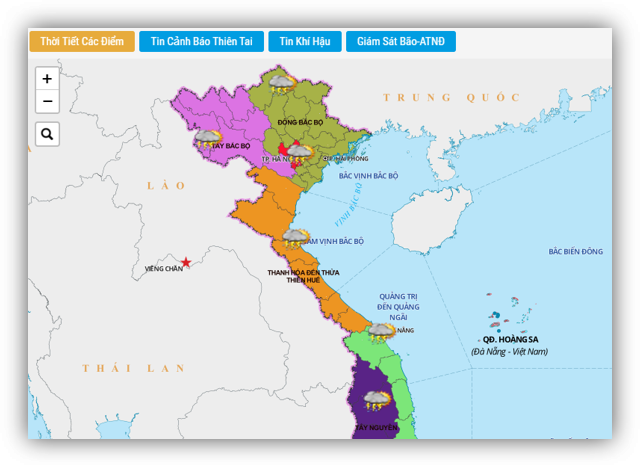 Thời Tiết Các Điểm
Tin Cảnh Báo Thiên Tai
Tin Khí Hậu
Giám Sát Bão-ATNĐ
+
−
TRUNG QUỐC
ĐÔNG BẮC BỘ
TÂY BẮC BỘ
TP. HÀ N
TP. HẢI PHÒNG
BẮC VỊNH BẮC BỘ
LÀO
VỊNH BẮC BỘ
AM VỊNH BẮC BỘ
BẮC BIỂN ĐÔNG
VIÊNG CHĂN
THANH HÓA ĐẾN THỪA
THIÊN HUẾ
QUẢNG TRỊ
ĐẾN QUẢNG
NGÃI
NẴNG
QĐ. HOÀNG SA
(Đà Nẵng - Việt Nam)
THÁI LAN
TÂY NGUYÊN